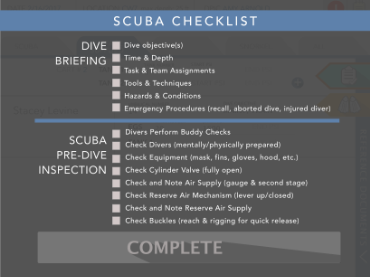 SCUBA CHECKLIST
DIVE
BRIEFING
Dive objective(s)
Time & Depth
Task & Team Assignments
Tools & Techniques
Hazards & Conditions
Emergency Procedures (recall, aborted dive, injured diver)
SCUBA
PRE-DIVE
INSPECTION
Divers Perform Buddy Checks
Check Divers (mentally/physically prepared)
Check Equipment (mask, fins, gloves, hood, etc.)
Check Cylinder Valve (fully open)
Check and Note Air Supply (gauge & second stage)
Check Reserve Air Mechanism (lever up/closed)
Check and Note Reserve Air Supply
Check Buckles (reach & rigging for quick release)
COMPLETE